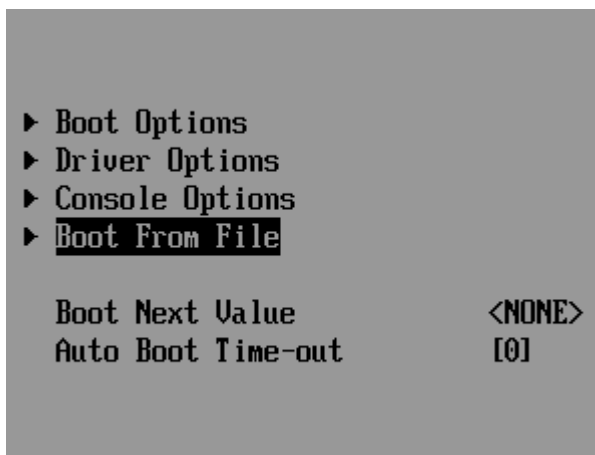 Boot Options
Driver Options
Console Options
Boot From File
Boot Next Value <NONE>
Auto Boot Time-out [0]